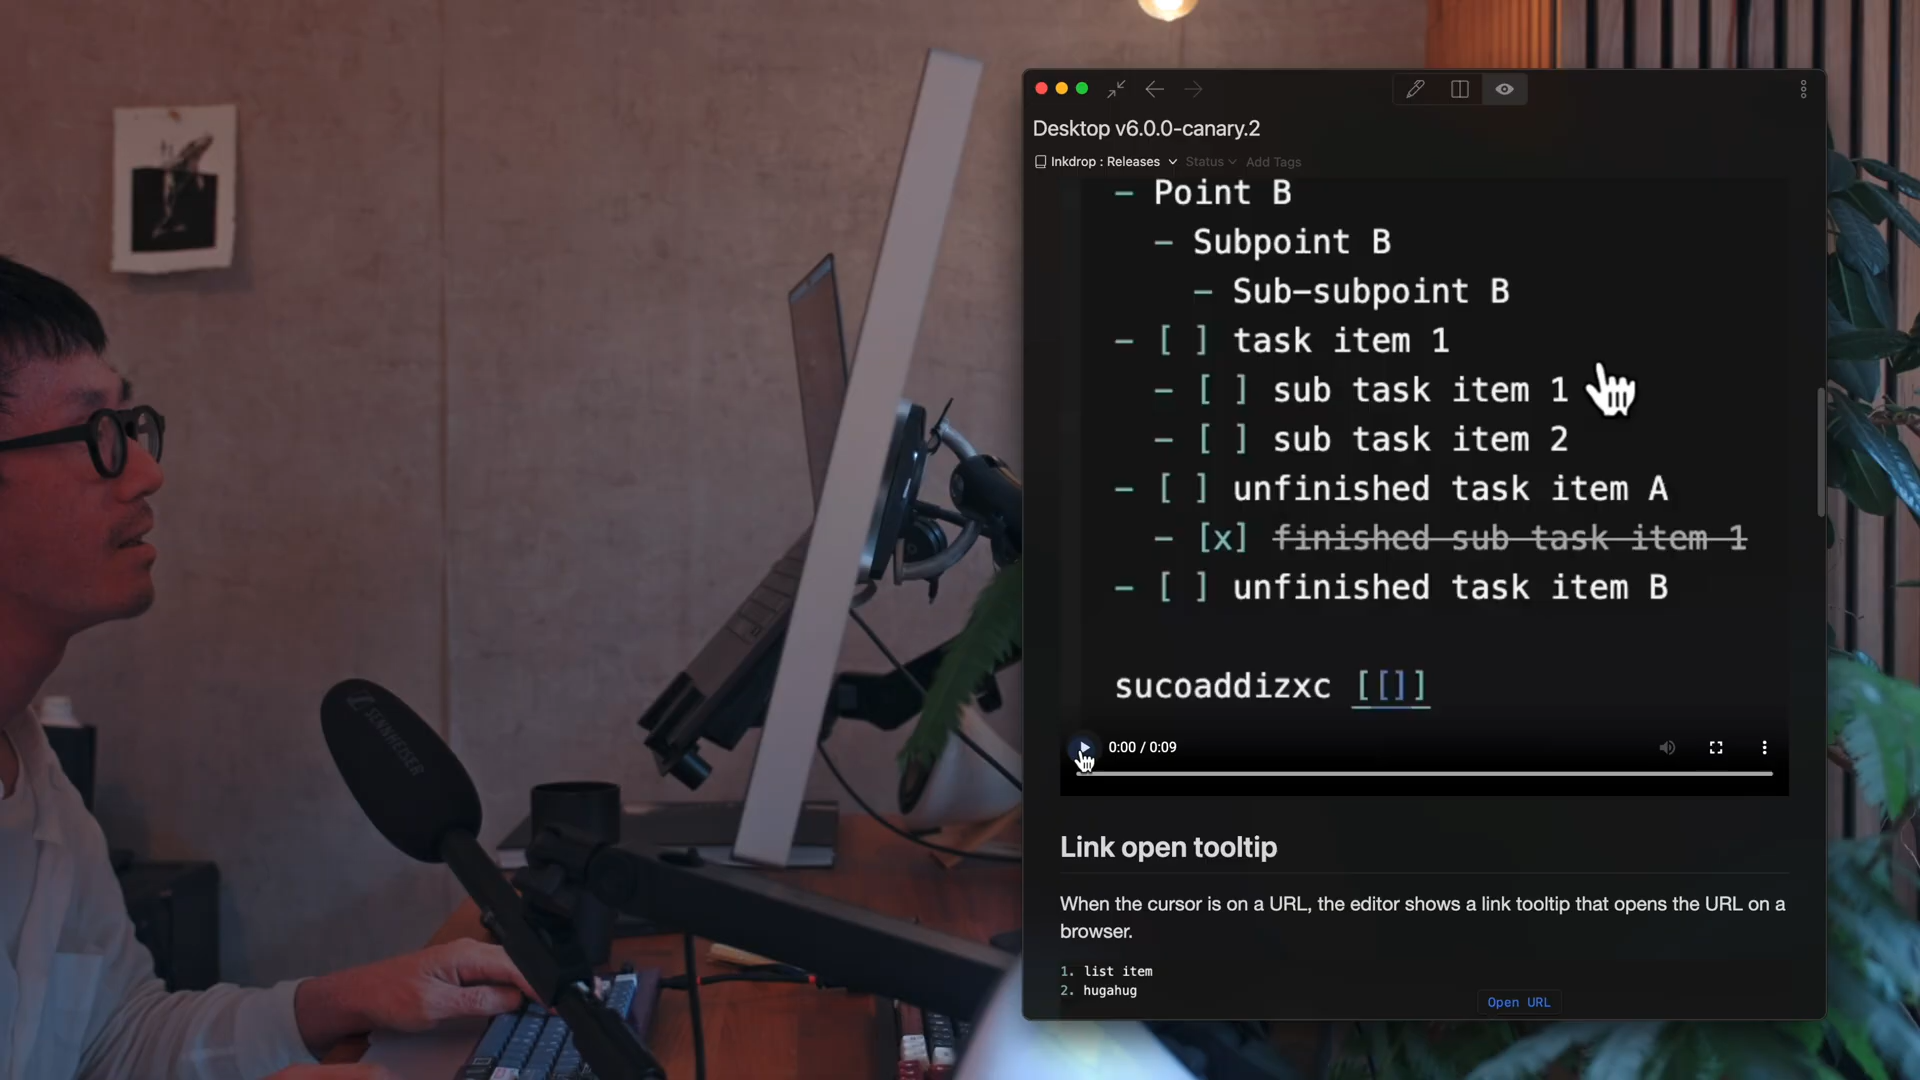 Desktop v6.0.0-canary.2
Inkdrop : Releases Status Add Tags
- Point B
- Subpoint B
- Sub-subpoint B
- [ ] task item 1
- [ ] sub task item 1
- [ ] sub task item 2
- [ ] unfinished task item A
- [x] finished sub task item 1
- [ ] unfinished task item B
sucoaddizxc [[]]
0:00 / 0:09
Link open tooltip
When the cursor is on a URL, the editor shows a link tooltip that opens the URL on a
browser.
1. list item
2. hugahug
Open URL
SENNHEISER